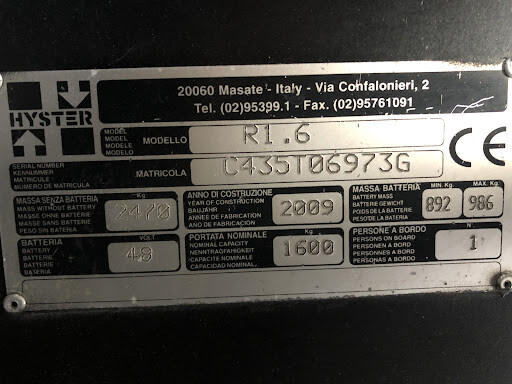 HYSTER
20060 Masate - Italy - Via Confalonieri, 2
Tel. (02)95399.1 - Fax. (02)95761091
MODEL
MODEL
MODELE
MODELO
MODELLO
R1.6
SERIAL NUMBER
KENNUMMER
MATRICULE
NUMERO DE MATRICULA
MATRICOLA
C435T06973G
CE
MASSA SENZA BATTERIA
MASS WITHOUT BATTERY
MASSE OHNE BATTERIE
MASSE SANS BATTERIE
PESO SIN BATERIA
Kg.
2470
ANNO DI COSTRUZIONE
YEAR OF CONSTRUCTION
BAUJAHR
ANNEES DE FABRICATION
ANO DE FABRICATION
2009
MASSA BATTERIA
BATTERY MASS
BATTERIE GEWICHT
POIDS DE LA BATTERIE
PESO DE LA BATERIA
MIN. Kg.
892
MAX. Kg.
986
BATTERIA
BATTERY
BATTERIE
BATTERIE
BATERIA
VOLT
48
PORTATA NOMINALE
NOMINAL CAPACITY
NENNTRAGFAHIGKEIT
CAPACITE NOMINALE
CAPACIDAD NOMINAL
Kg.
1600
PERSONE A BORDO
PERSONS ON BOARD
PERSONEN A BORD
PERSONNES A BORD
PERSONAS A BORDO
N°
1